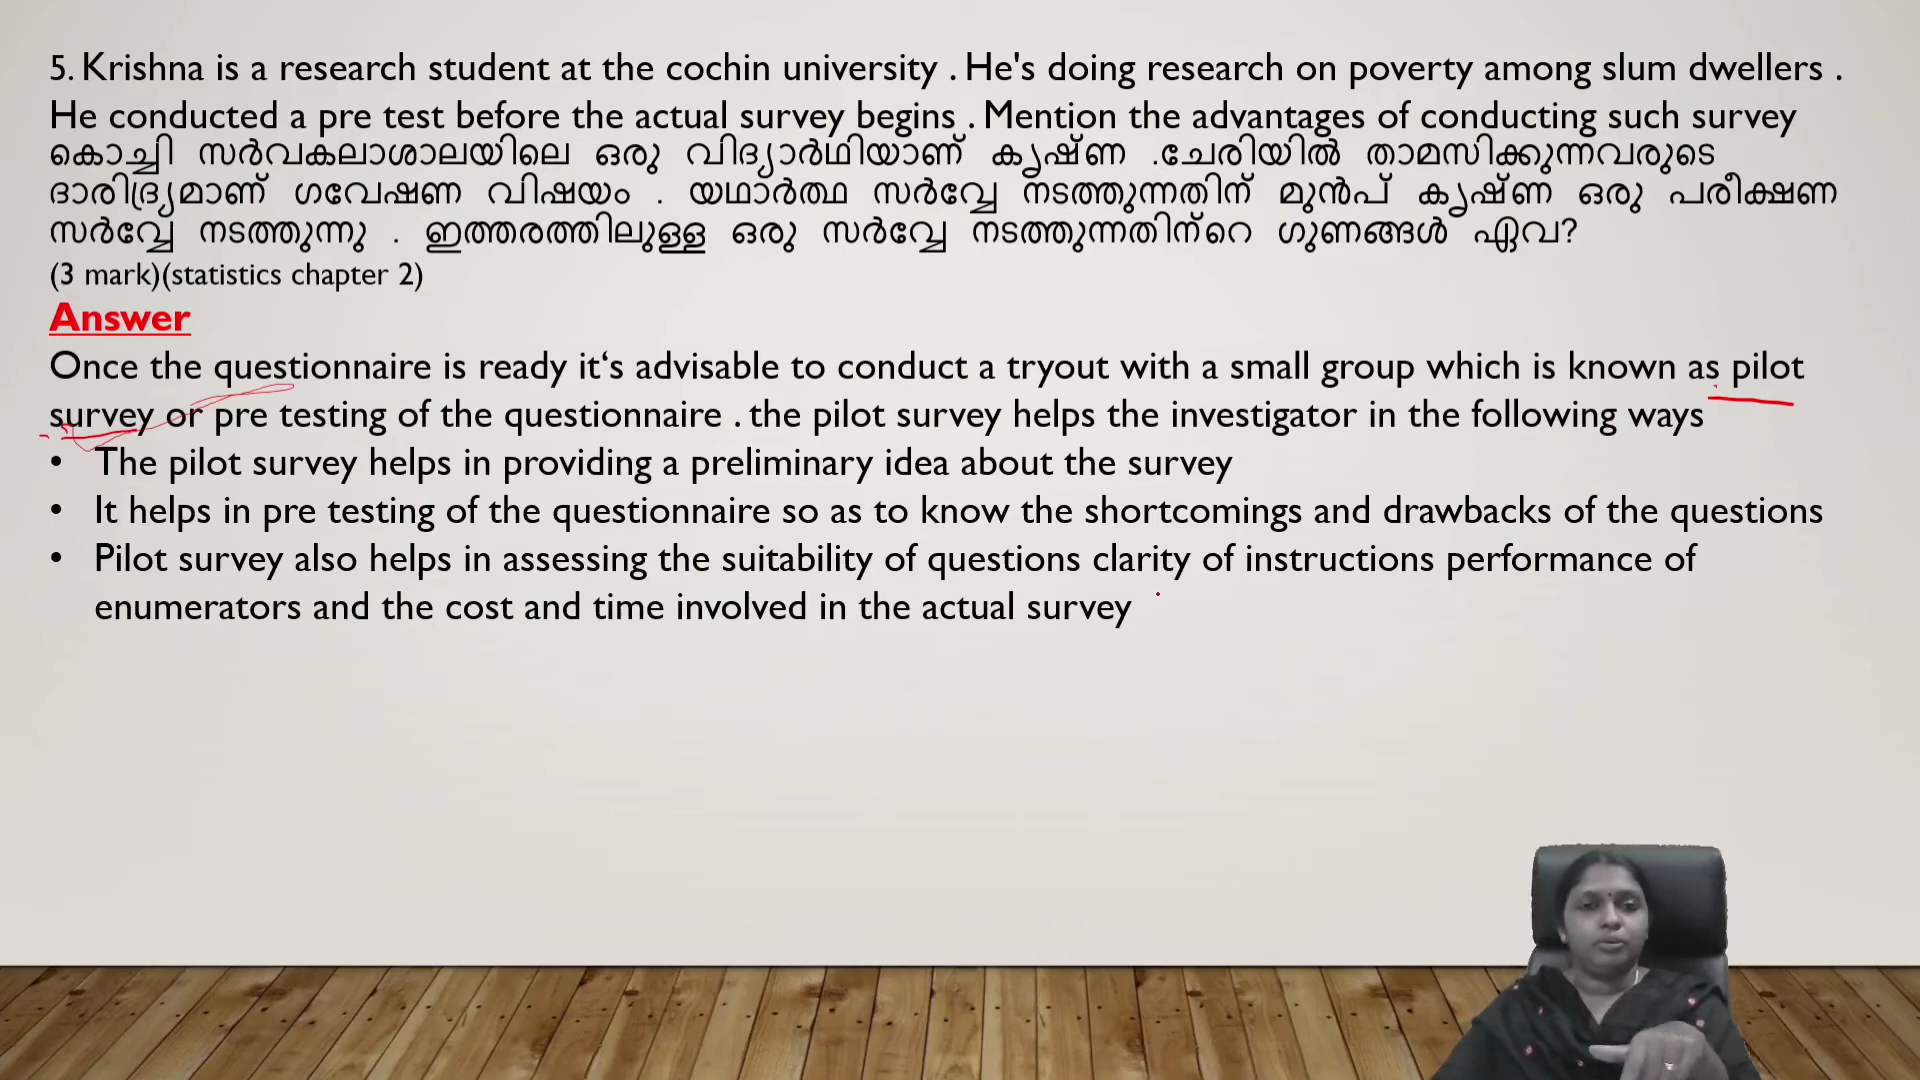 5. Krishna is a research student at the cochin university . He's doing research on poverty among slum dwellers .
He conducted a pre test before the actual survey begins . Mention the advantages of conducting such survey
കൊച്ചി സർവകലാശാലയിലെ ഒരു വിദ്യാർഥിയാണ് കൃഷ്ണ .ചേരിയിൽ താമസിക്കുന്നവരുടെ
ദാരിദ്ര്യമാണ് ഗവേഷണ വിഷയം . യഥാർത്ഥ സർവ്വേ നടത്തുന്നതിന് മുൻപ് കൃഷ്ണ ഒരു പരീക്ഷണ
സർവ്വേ നടത്തുന്നു . ഇത്തരത്തിലുള്ള ഒരു സർവ്വേ നടത്തുന്നതിന്റെ ഗുണങ്ങൾ ഏവ?
(3 mark)(statistics chapter 2)
Answer
Once the questionnaire is ready it‘s advisable to conduct a tryout with a small group which is known as pilot
survey or pre testing of the questionnaire . the pilot survey helps the investigator in the following ways
• The pilot survey helps in providing a preliminary idea about the survey
• It helps in pre testing of the questionnaire so as to know the shortcomings and drawbacks of the questions
• Pilot survey also helps in assessing the suitability of questions clarity of instructions performance of
enumerators and the cost and time involved in the actual survey